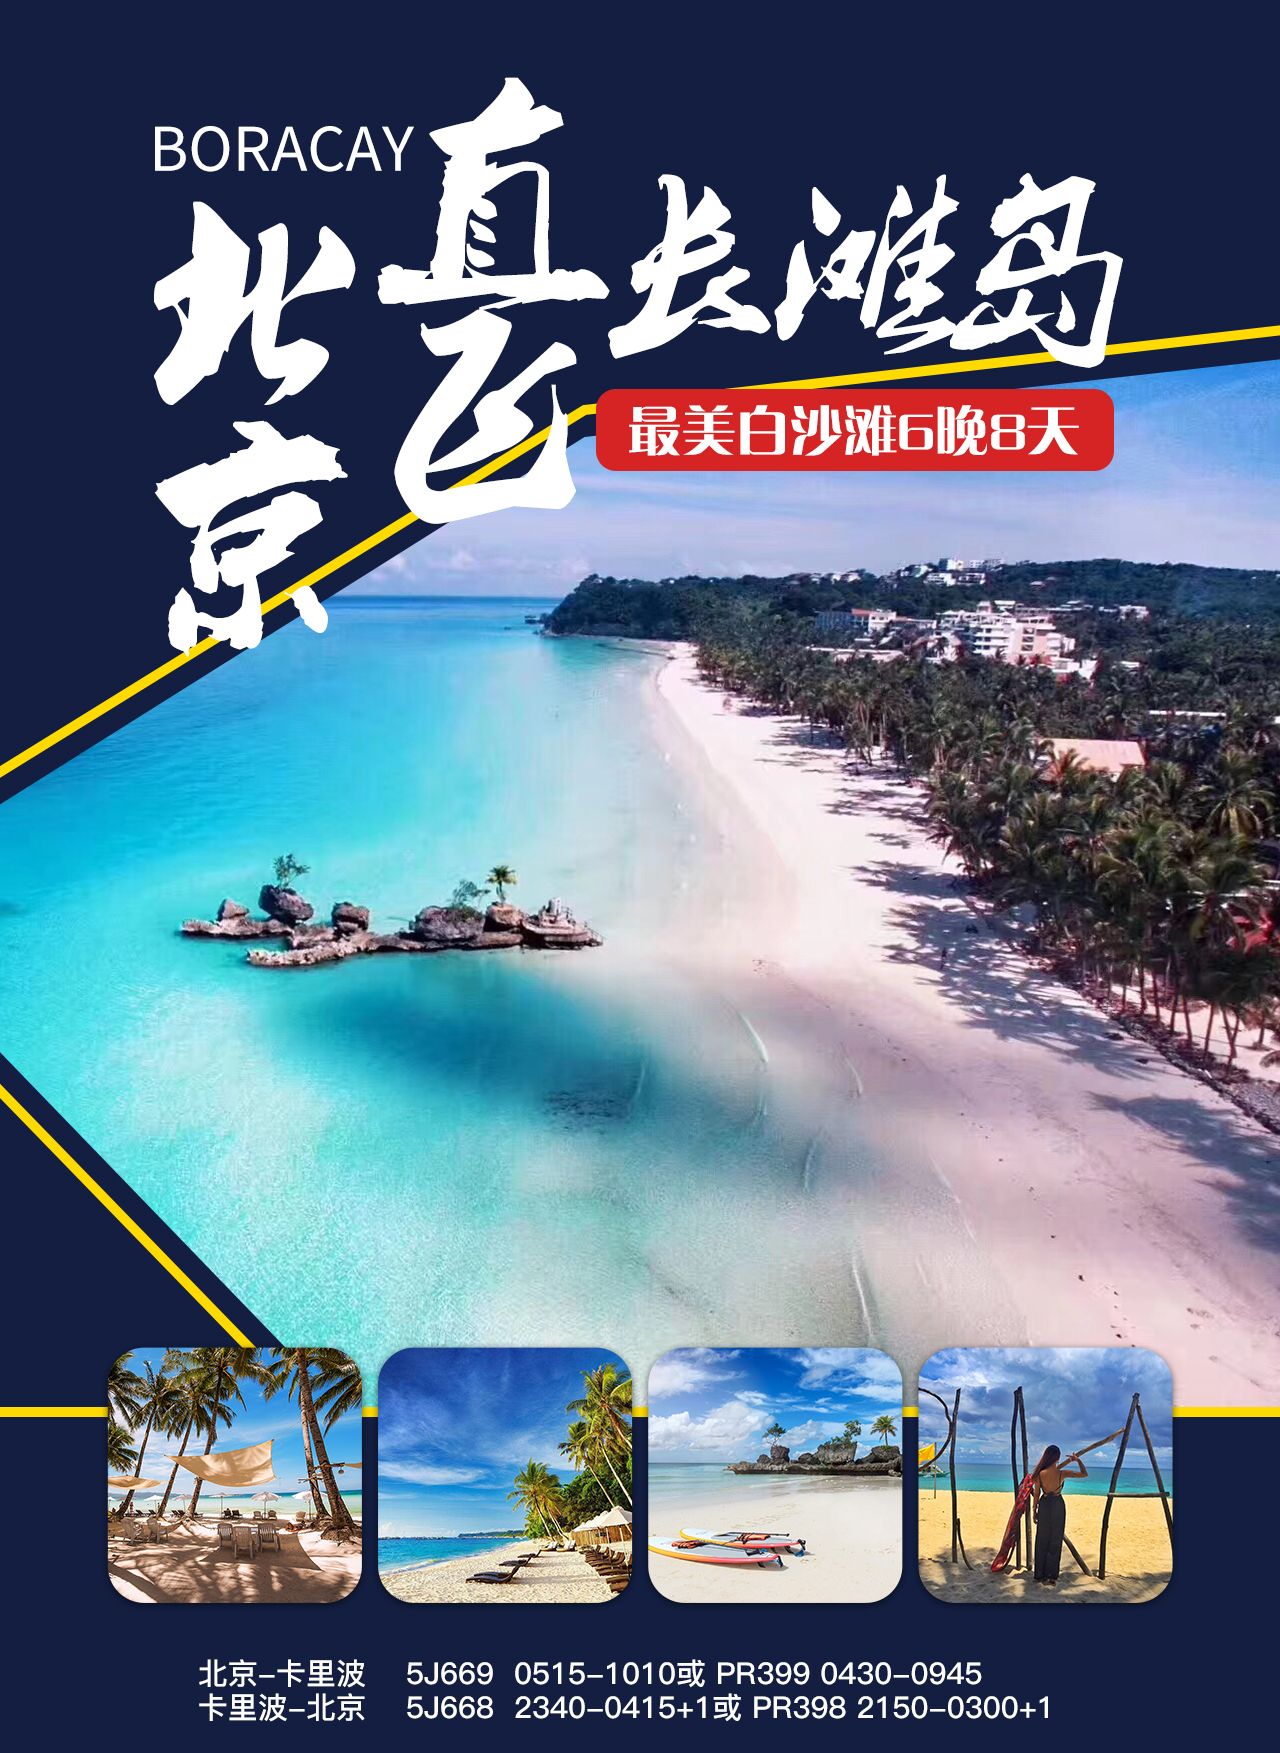 BORACAY
北京直飞长滩岛
最美白沙滩6晚8天
北京-卡里波 5J669 0515-1010或 PR399 0430-0945
卡里波-北京 5J668 2340-0415+1或 PR398 2150-0300+1